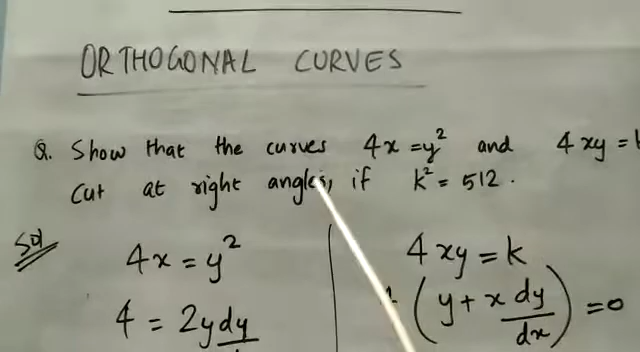 ORTHOGONAL CURVES
Q. Show that the curves 4x = y² and 4xy =
cut at right angles, if k² = 512.
Sol
4x = y²
4xy = k
4 = 2y dy
(y + x dy/dx) = 0